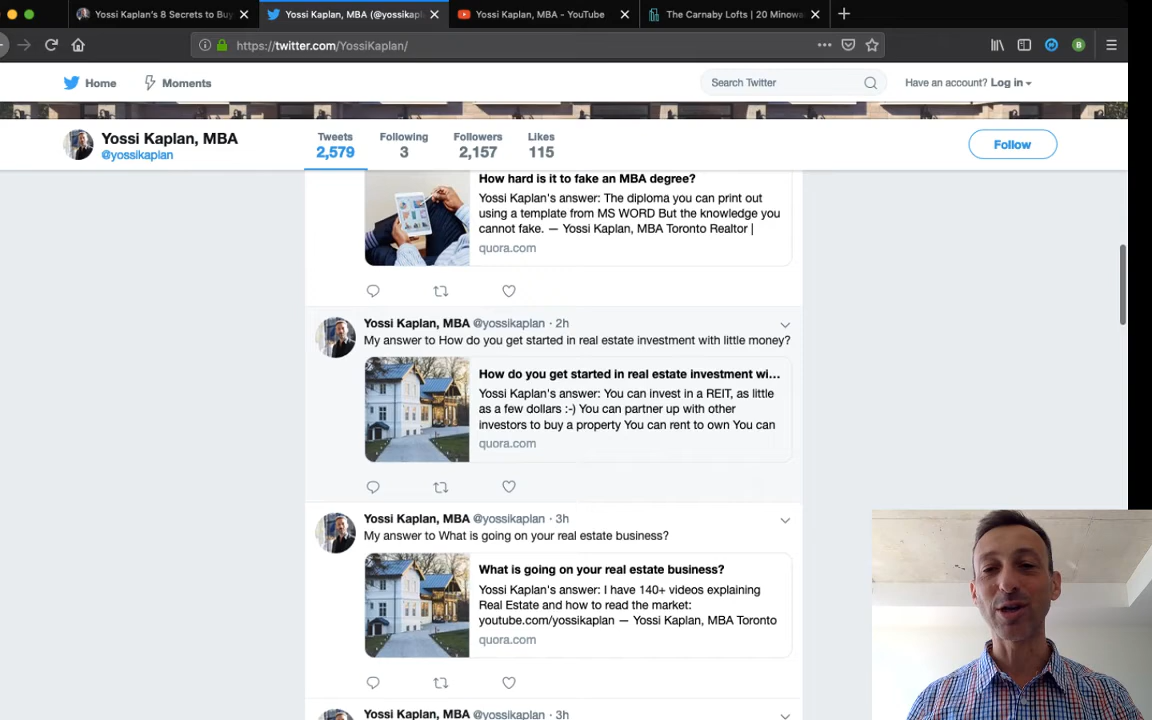 Yossi Kaplan's 8 Secrets to Buy
Yossi Kaplan, MBA (@yossikap
Yossi Kaplan, MBA - YouTube
The Carnaby Lofts | 20 Minowa
https://twitter.com/YossiKaplan/
Home
Moments
Search Twitter
Have an account? Log in
Yossi Kaplan, MBA
@yossikaplan
Tweets
2,579
Following
3
Followers
2,157
Likes
115
Follow
How hard is it to fake an MBA degree?
Yossi Kaplan's answer: The diploma you can print out
using a template from MS WORD But the knowledge you
cannot fake. — Yossi Kaplan, MBA Toronto Realtor |
quora.com
Yossi Kaplan, MBA @yossikaplan · 2h
My answer to How do you get started in real estate investment with little money?
How do you get started in real estate investment wi...
Yossi Kaplan's answer: You can invest in a REIT, as little
as a few dollars :-) You can partner up with other
investors to buy a property You can rent to own You can
quora.com
Yossi Kaplan, MBA @yossikaplan · 3h
My answer to What is going on your real estate business?
What is going on your real estate business?
Yossi Kaplan's answer: I have 140+ videos explaining
Real Estate and how to read the market:
youtube.com/yossikaplan — Yossi Kaplan, MBA Toronto
quora.com
Yossi Kaplan, MBA @yossikaplan · 3h